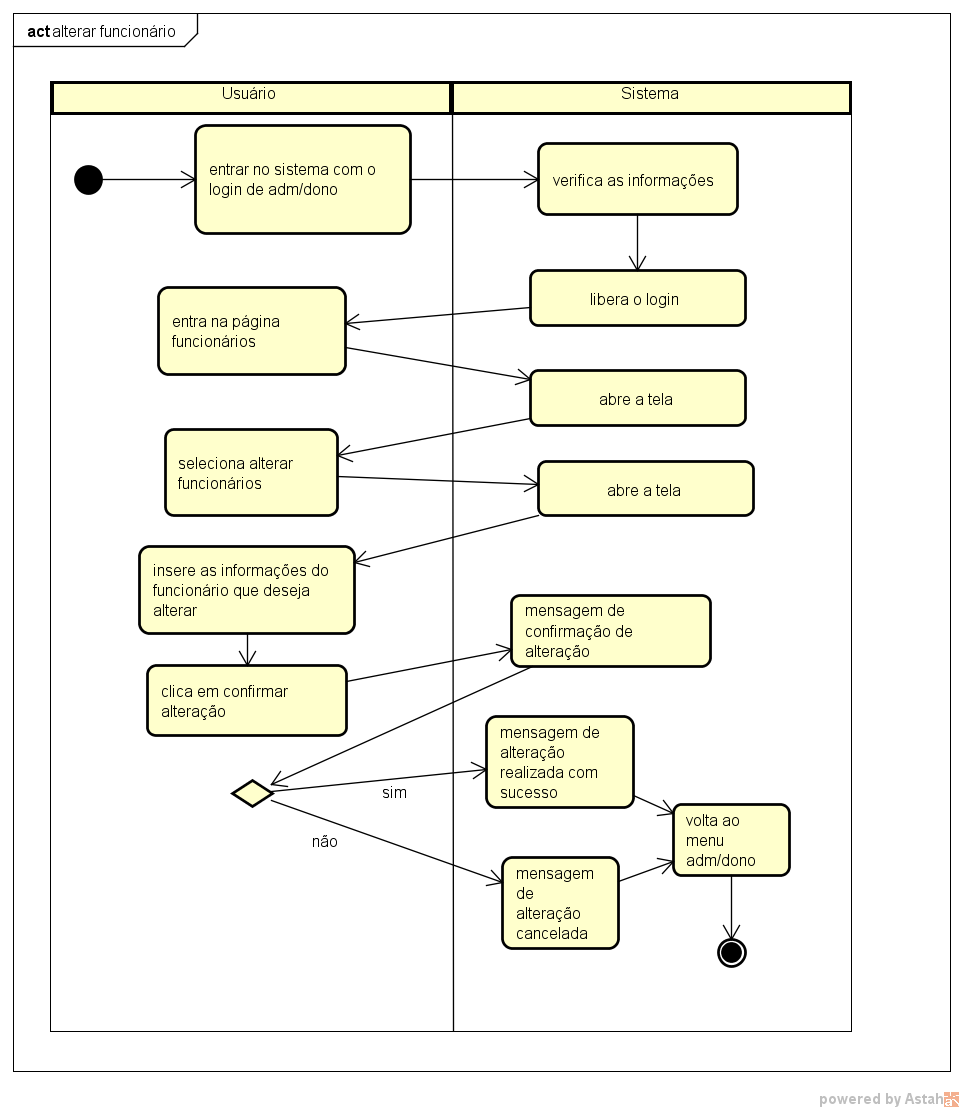 act alterar funcionário
Usuário
Sistema
entrar no sistema com o
login de adm/dono
verifica as informações
libera o login
entra na página
funcionários
abre a tela
seleciona alterar
funcionários
abre a tela
insere as informações do
funcionário que deseja
alterar
mensagem de
confirmação de
alteração
clica em confirmar
alteração
mensagem de
alteração
realizada com
sucesso
sim
não
volta ao
menu
adm/dono
mensagem
de
alteração
cancelada
powered by Astah